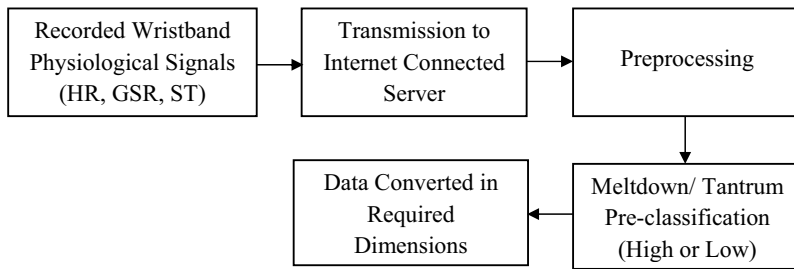 Recorded Wristband
Physiological Signals
(HR, GSR, ST)
Transmission to
Internet Connected
Server
Preprocessing
Meltdown/ Tantrum
Pre-classification
(High or Low)
Data Converted in
Required
Dimensions